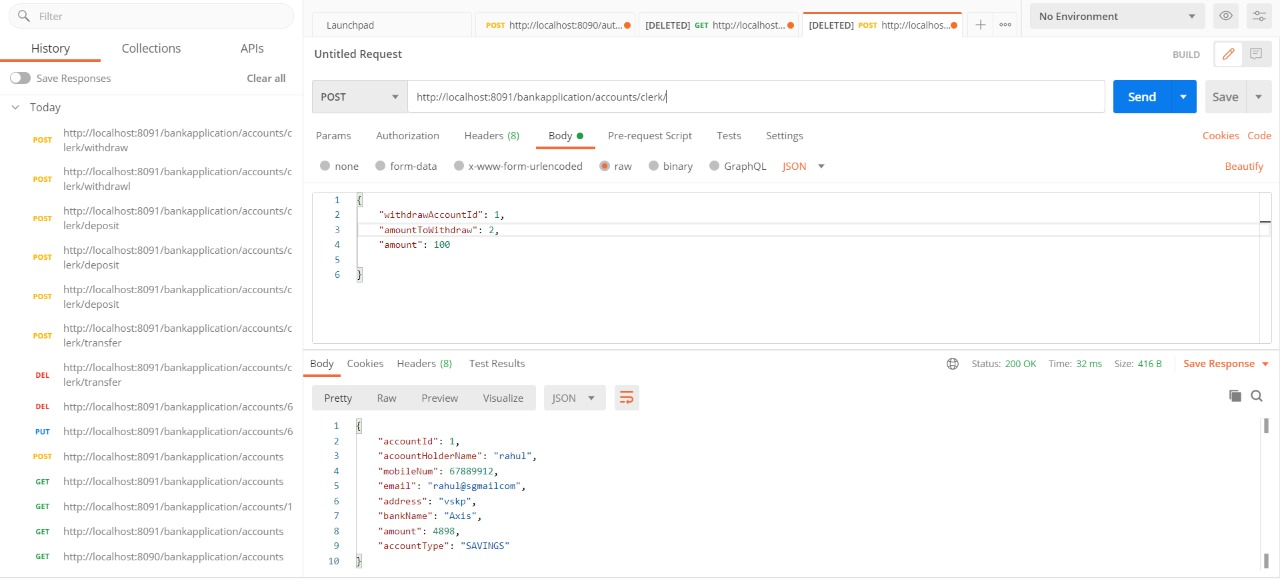 Filter
History Collections APIs
Save Responses Clear all
Today
POST http://localhost:8091/bankapplication/accounts/c
lerk/withdraw
POST http://localhost:8091/bankapplication/accounts/c
lerk/withdrawl
POST http://localhost:8091/bankapplication/accounts/c
lerk/deposit
POST http://localhost:8091/bankapplication/accounts/c
lerk/deposit
POST http://localhost:8091/bankapplication/accounts/c
lerk/deposit
POST http://localhost:8091/bankapplication/accounts/c
lerk/transfer
DEL http://localhost:8091/bankapplication/accounts/c
lerk/transfer
DEL http://localhost:8091/bankapplication/accounts/6
PUT http://localhost:8091/bankapplication/accounts/6
POST http://localhost:8091/bankapplication/accounts
GET http://localhost:8091/bankapplication/accounts
GET http://localhost:8091/bankapplication/accounts/1
GET http://localhost:8091/bankapplication/accounts
GET http://localhost:8090/bankapplication/accounts
Launchpad POST http://localhost:8090/aut... [DELETED] GET http://localhost... [DELETED] POST http://localhos... No Environment
Untitled Request BUILD
POST http://localhost:8091/bankapplication/accounts/clerk/ Send Save
Params Authorization Headers (8) Body Pre-request Script Tests Settings Cookies Code
none form-data x-www-form-urlencoded raw binary GraphQL JSON Beautify
1 {
2 "withdrawAccountId": 1,
3 "amountToWithdraw": 2,
4 "amount": 100
5
6 }
Body Cookies Headers (8) Test Results Status: 200 OK Time: 32 ms Size: 416 B Save Response
Pretty Raw Preview Visualize JSON
1 {
2 "accountId": 1,
3 "acoountHolderName": "rahul",
4 "mobileNum": 67889912,
5 "email": "rahul@sgmailcom",
6 "address": "vskp",
7 "bankName": "Axis",
8 "amount": 4898,
9 "accountType": "SAVINGS"
10 }